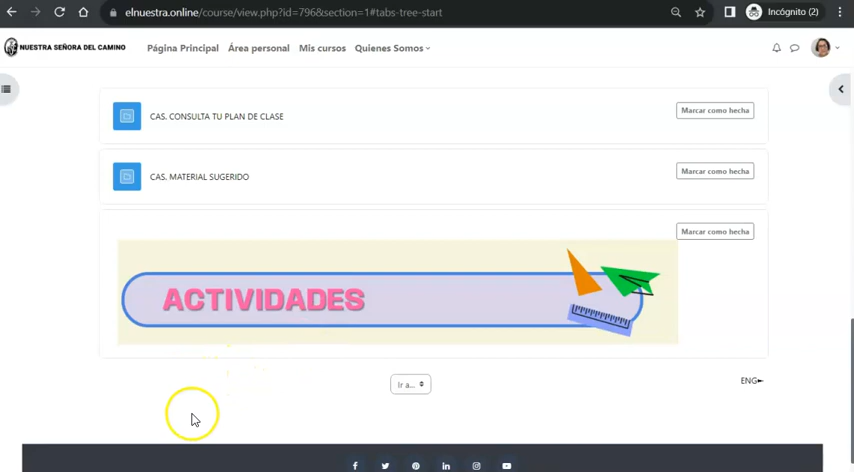 elnuestra.online/course/view.php?id=796&section=1#tabs-tree-start
Incógnito (2)
NUESTRA SEÑORA DEL CAMINO
Página Principal
Área personal
Mis cursos
Quienes Somos
CAS. CONSULTA TU PLAN DE CLASE
Marcar como hecha
CAS. MATERIAL SUGERIDO
Marcar como hecha
Marcar como hecha
ACTIVIDADES
Ir a...
ENG►